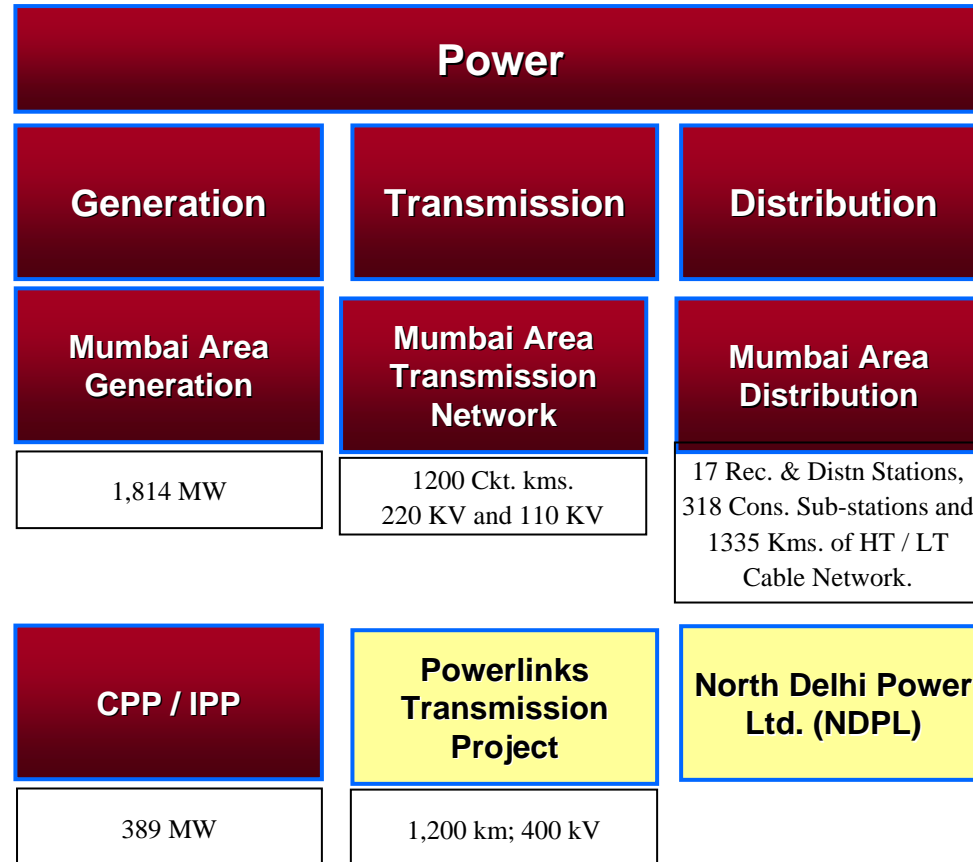 Power
Generation
Transmission
Distribution
Mumbai Area
Generation
Mumbai Area
Transmission
Network
Mumbai Area
Distribution
1,814 MW
1200 Ckt. kms.
220 KV and 110 KV
17 Rec. & Distn Stations,
318 Cons. Sub-stations and
1335 Kms. of HT / LT
Cable Network.
CPP / IPP
Powerlinks
Transmission
Project
North Delhi Power
Ltd. (NDPL)
389 MW
1,200 km; 400 kV